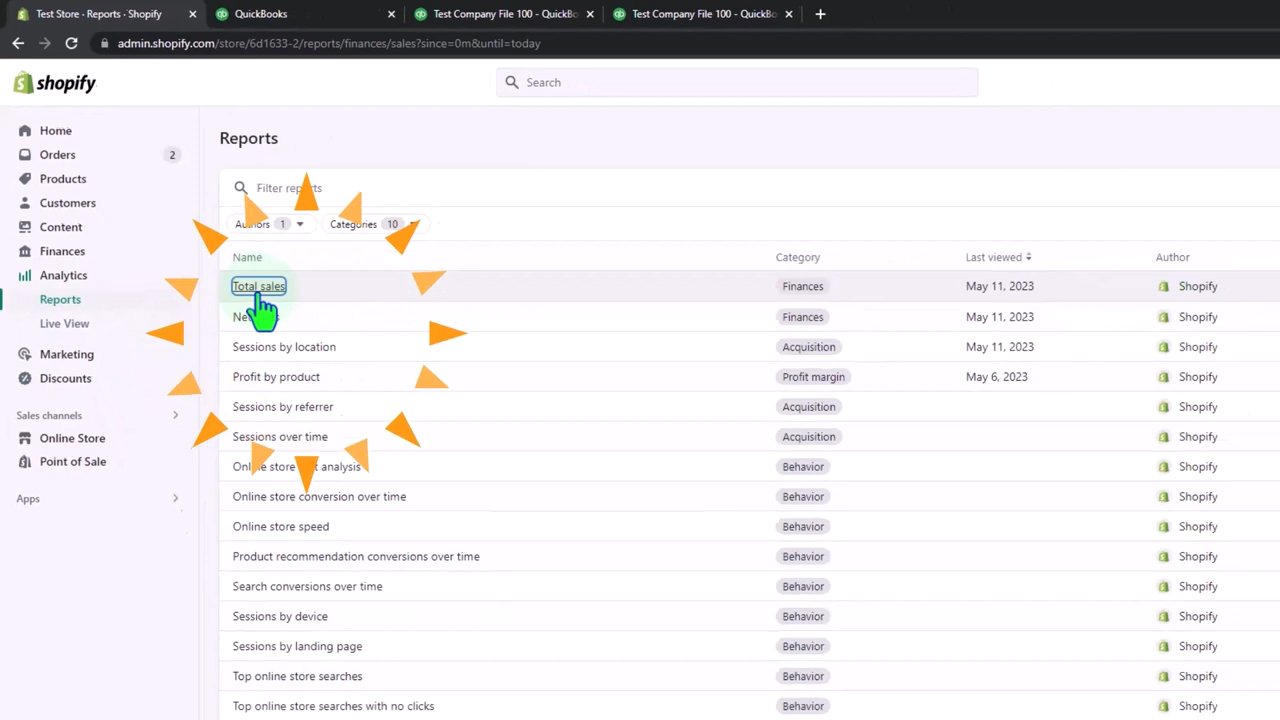 Test Store · Reports · Shopify
QuickBooks
Test Company File 100 - QuickBo
Test Company File 100 - QuickBo
admin.shopify.com/store/6d1633-2/reports/finances/sales?since=0m&until=today
shopify
Search
Home
Orders 2
Products
Customers
Content
Finances
Analytics
Reports
Live View
Marketing
Discounts
Sales channels
Online Store
Point of Sale
Apps
Reports
Filter reports
Authors 1 Categories 10
Name Category Last viewed Author
Total sales Finances May 11, 2023 Shopify
Finances May 11, 2023 Shopify
Sessions by location Acquisition May 11, 2023 Shopify
Profit by product Profit margin May 6, 2023 Shopify
Sessions by referrer Acquisition Shopify
Sessions over time Acquisition Shopify
Online store analysis Behavior Shopify
Online store conversion over time Behavior Shopify
Online store speed Behavior Shopify
Product recommendation conversions over time Behavior Shopify
Search conversions over time Behavior Shopify
Sessions by device Behavior Shopify
Sessions by landing page Behavior Shopify
Top online store searches Behavior Shopify
Top online store searches with no clicks Behavior Shopify